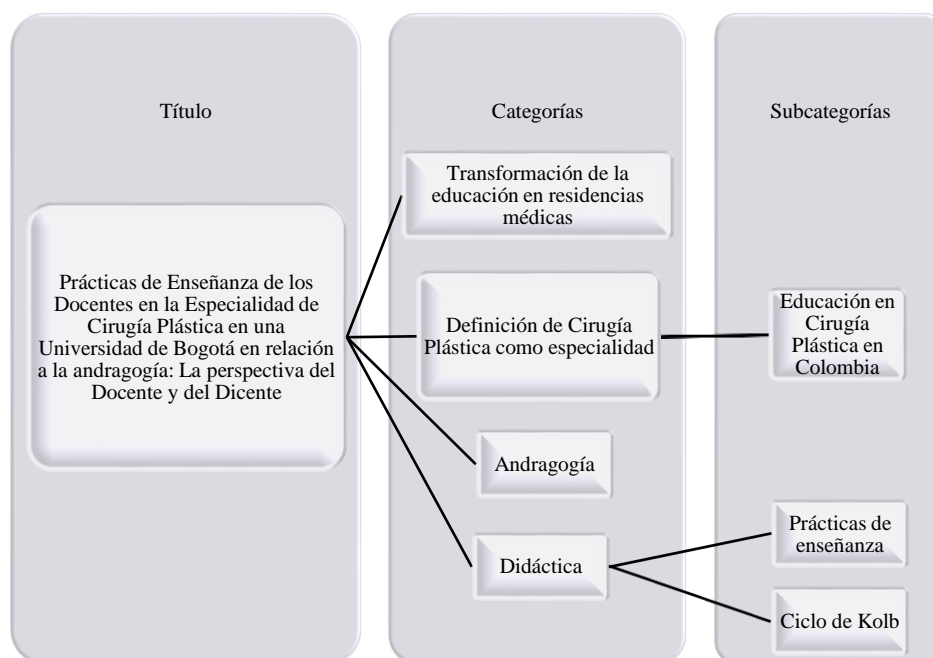 Título
Prácticas de Enseñanza de los
Docentes en la Especialidad de
Cirugía Plástica en una
Universidad de Bogotá en relación
a la andragogía: La perspectiva del
Docente y del Dicente
Categorías
Transformación de la
educación en residencias
médicas
Definición de Cirugía
Plástica como especialidad
Andragogía
Didáctica
Subcategorías
Educación en
Cirugía
Plástica en
Colombia
Prácticas de
enseñanza
Ciclo de Kolb